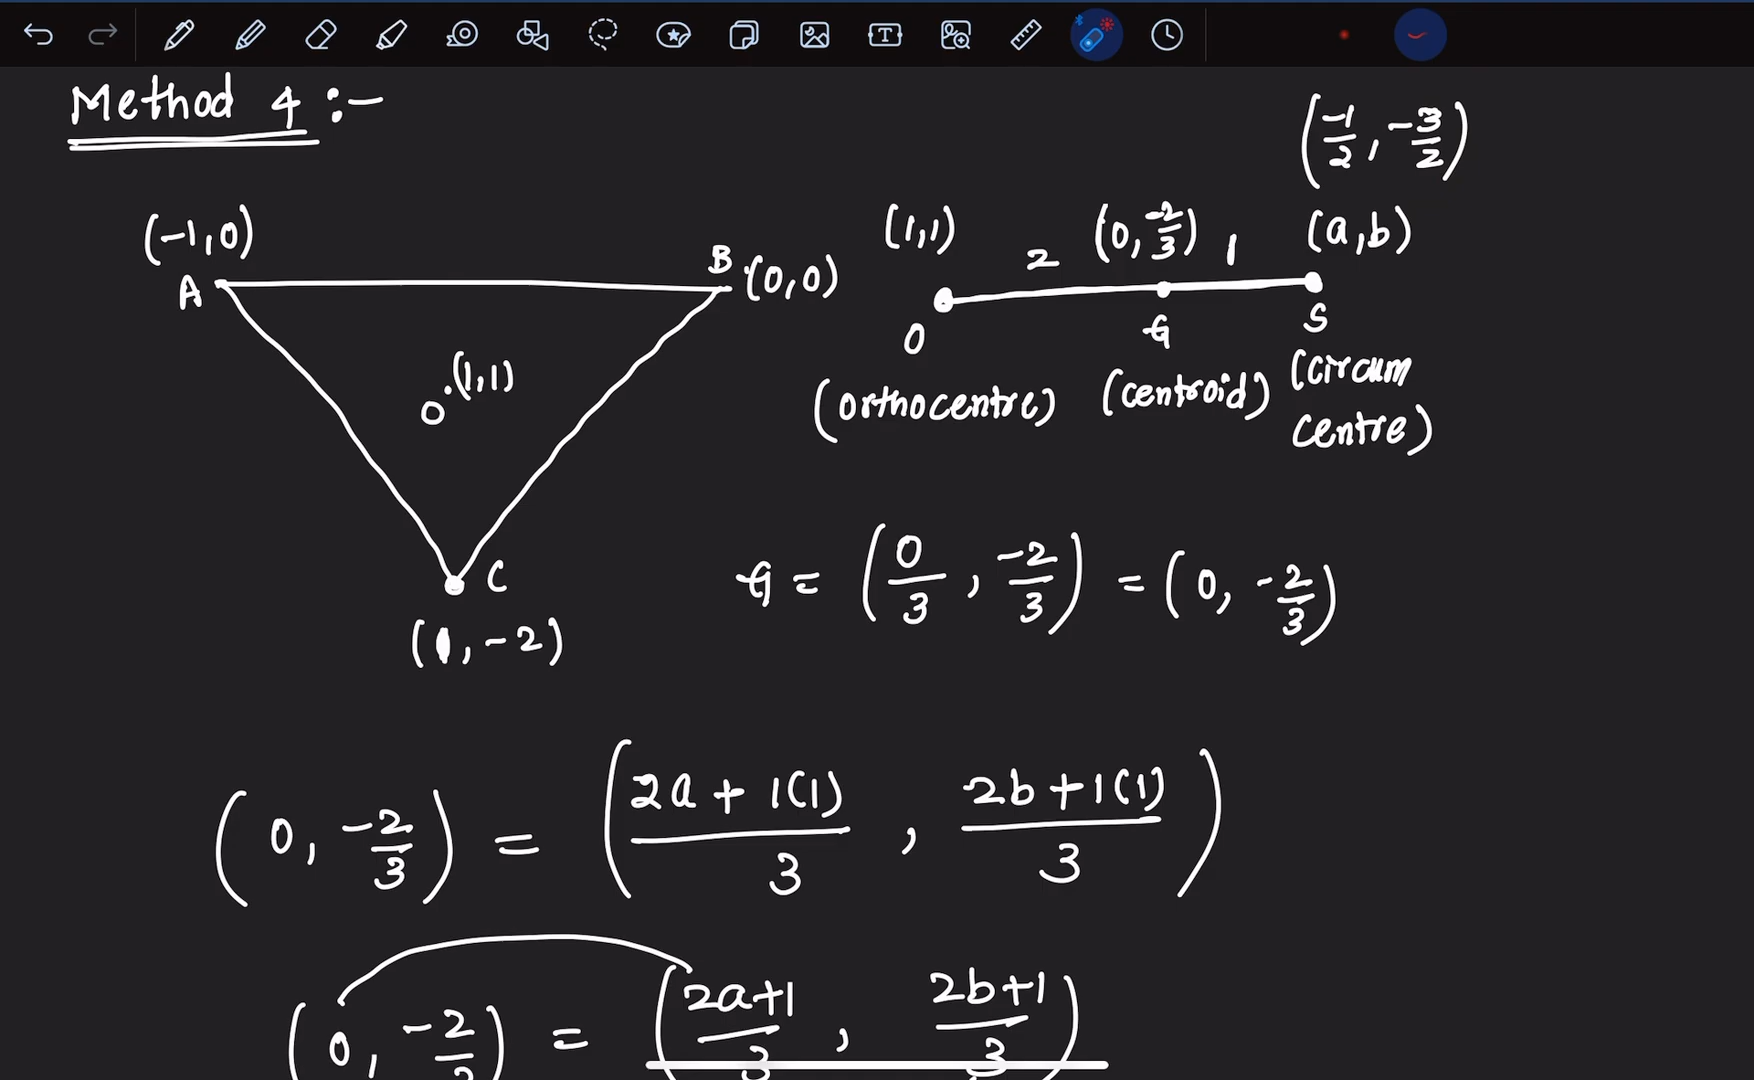 Method 4 :-
(-1/2, -3/2)
(-1,0)
A
B (0,0)
(1,1)
2
(0, -2/3)
1
(a,b)
O
G
S
(orthocentre)
(centroid)
(circum
centre)
O (1,1)
C
(1,-2)
G = (0/3, -2/3) = (0, -2/3)
(0, -2/3) = ((2a+1(1))/3, (2b+1(1))/3)
(0, -2/3) = ((2a+1)/3, (2b+1)/3)